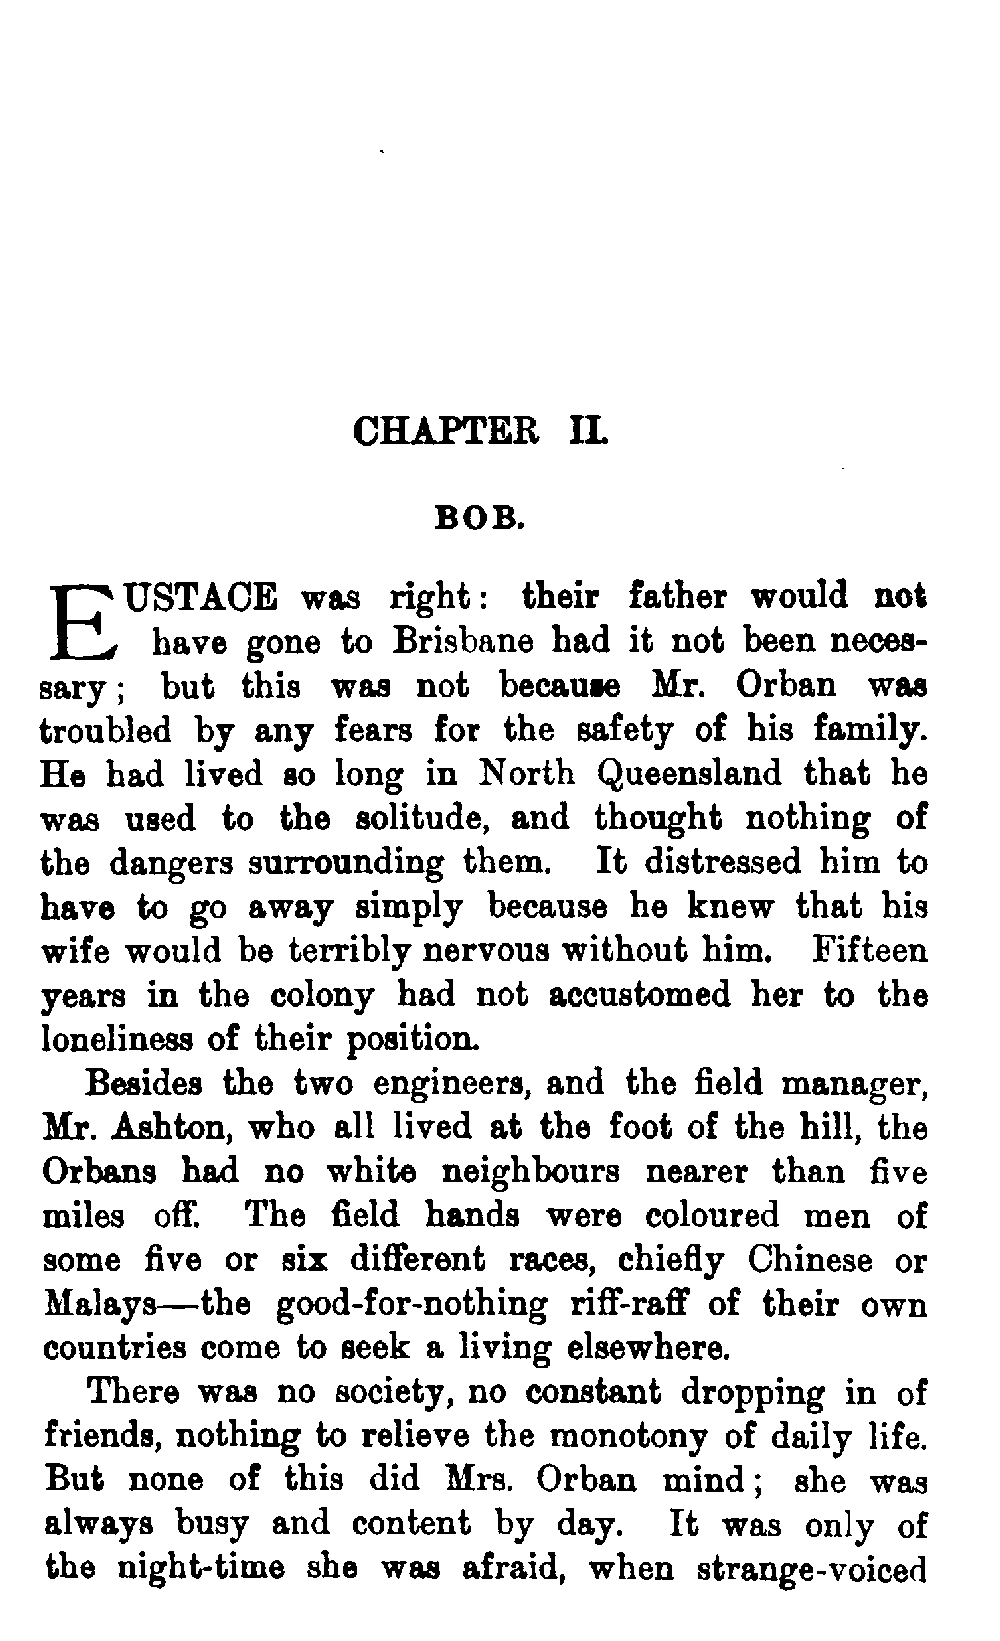 CHAPTER II.
BOB.
EUSTACE was right: their father would not
have gone to Brisbane had it not been neces-
sary; but this was not because Mr. Orban was
troubled by any fears for the safety of his family.
He had lived so long in North Queensland that he
was used to the solitude, and thought nothing of
the dangers surrounding them. It distressed him to
have to go away simply because he knew that his
wife would be terribly nervous without him. Fifteen
years in the colony had not accustomed her to the
loneliness of their position.
Besides the two engineers, and the field manager,
Mr. Ashton, who all lived at the foot of the hill, the
Orbans had no white neighbours nearer than five
miles off. The field hands were coloured men of
some five or six different races, chiefly Chinese or
Malays—the good-for-nothing riff-raff of their own
countries come to seek a living elsewhere.
There was no society, no constant dropping in of
friends, nothing to relieve the monotony of daily life.
But none of this did Mrs. Orban mind; she was
always busy and content by day. It was only of
the night-time she was afraid, when strange-voiced